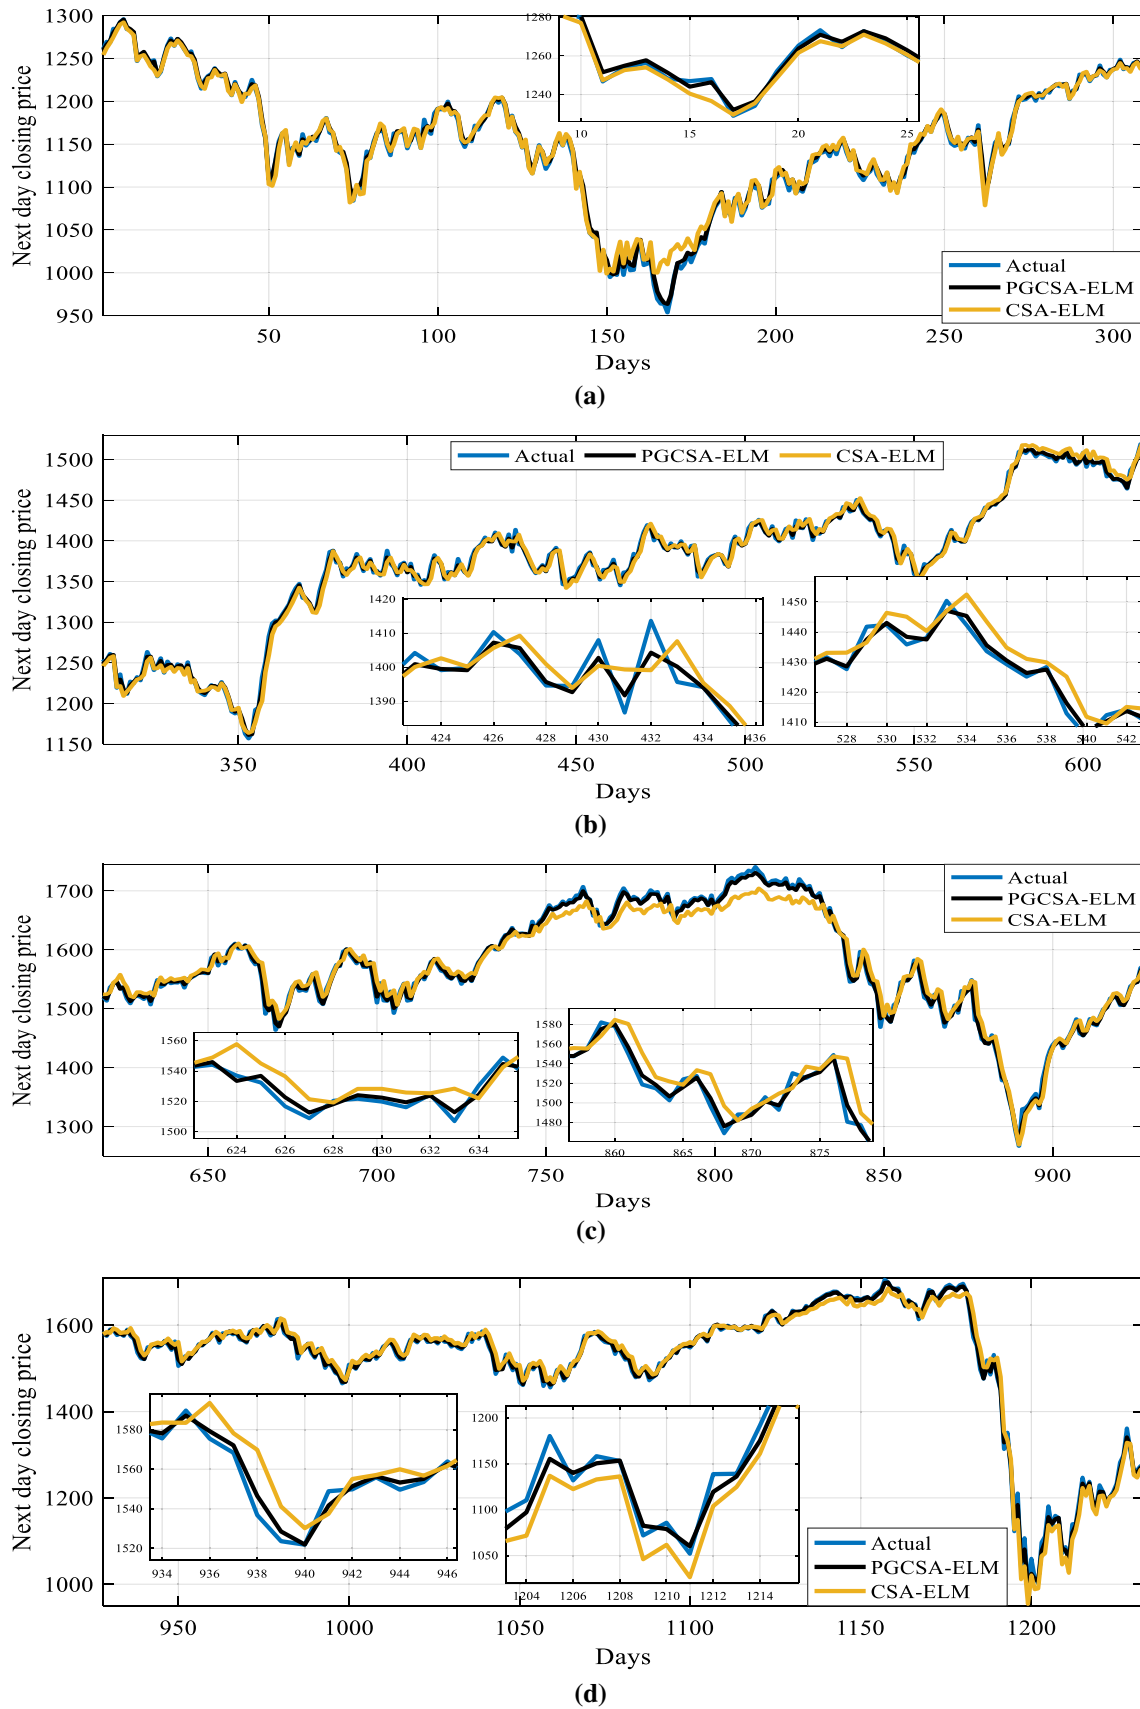 1300
1250
1200
1150
1100
1050
1000
950
Next day closing price
1280
1260
1240
10 15 20 25
Actual
PGCSA-ELM
CSA-ELM
50 100 150 200 250 300
Days
(a)
1500
1450
1400
1350
1300
1250
1200
1150
Next day closing price
Actual PGCSA-ELM CSA-ELM
1420
1410
1400
1390
424 426 428 430 432 434 436
1450
1440
1430
1420
1410
528 530 532 534 536 538 540 542
350 400 450 500 550 600
Days
(b)
1700
1600
1500
1400
1300
Next day closing price
Actual
PGCSA-ELM
CSA-ELM
1560
1540
1520
1500
624 626 628 630 632 634
1580
1560
1540
1520
1500
1480
860 865 870 875
650 700 750 800 850 900
Days
(c)
1600
1400
1200
1000
Next day closing price
1580
1560
1540
1520
934 936 938 940 942 944 946
1200
1150
1100
1050
1204 1206 1208 1210 1212 1214
Actual
PGCSA-ELM
CSA-ELM
950 1000 1050 1100 1150 1200
Days
(d)